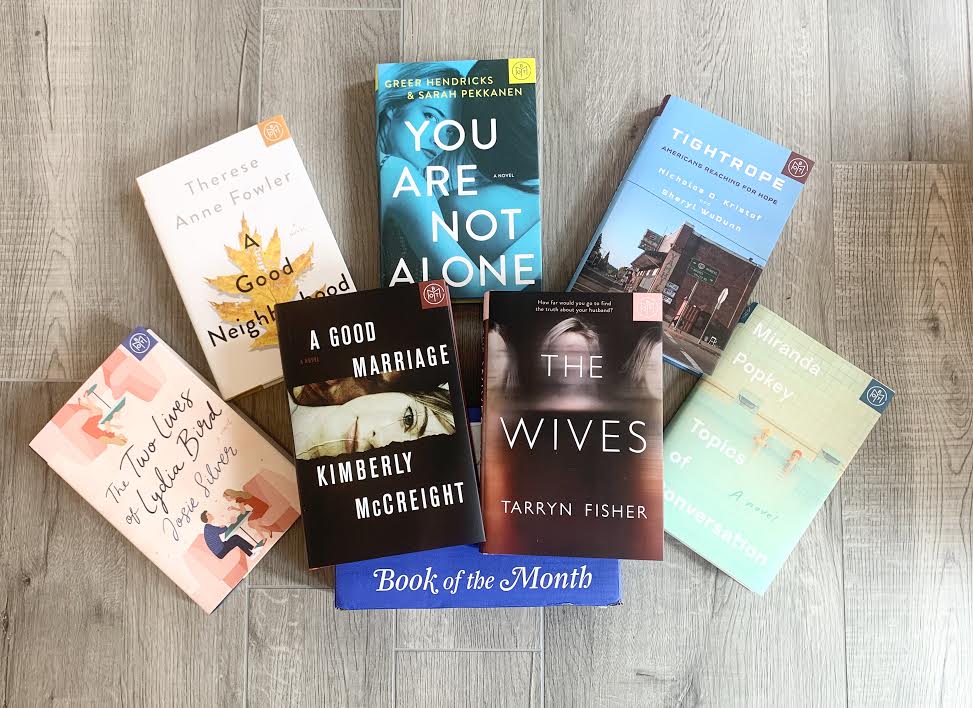 GREER HENDRICKS
& SARAH PEKKANEN
YOU
ARE
A NOVEL
NOT
ALONE
Therese
Anne Fowler
A
Good
Neighborhood
TIGHTROPE
AMERICANS REACHING FOR HOPE
Nicholas D. Kristof
and
Sheryl WuDunn
The Two Lives
of Lydia Bird
Josie Silver
A GOOD
A NOVEL
MARRIAGE
KIMBERLY
McCREIGHT
How far would you go to find
the truth about your husband?
THE
WIVES
TARRYN FISHER
Miranda
Popkey
Topics
of
Conversation
A novel
Book of the Month